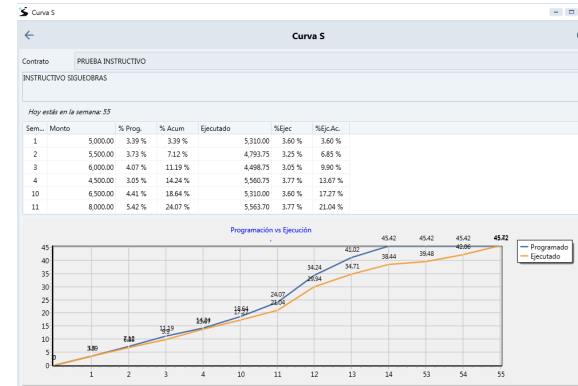 Curva S
Curva S
Contrato PRUEBA INSTRUCTIVO
INSTRUCTIVO SIGUEOBRAS
Hoy estás en la semana: 55
Sem... Monto % Prog. % Acum Ejecutado %Ejec %Ejc.Ac.
1 5,000.00 3.39 % 3.39 % 5,310.00 3.60 % 3.60 %
2 5,500.00 3.73 % 7.12 % 4,793.75 3.25 % 6.85 %
3 6,000.00 4.07 % 11.19 % 4,498.75 3.05 % 9.90 %
4 4,500.00 3.05 % 14.24 % 5,560.75 3.77 % 13.67 %
10 6,500.00 4.41 % 18.64 % 5,310.00 3.60 % 17.27 %
11 8,000.00 5.42 % 24.07 % 5,563.70 3.77 % 21.04 %
Programación vs Ejecución
45.42 45.42 45.42
45 41.02 42.06
40 38.44 39.48
35 34.24 34.71
30 29.94
25 24.07
20 18.64 21.04
15 17.27
10 11.19
5
0
1 2 3 4 10 11 12 13 14 53 54 55
Programado
Ejecutado